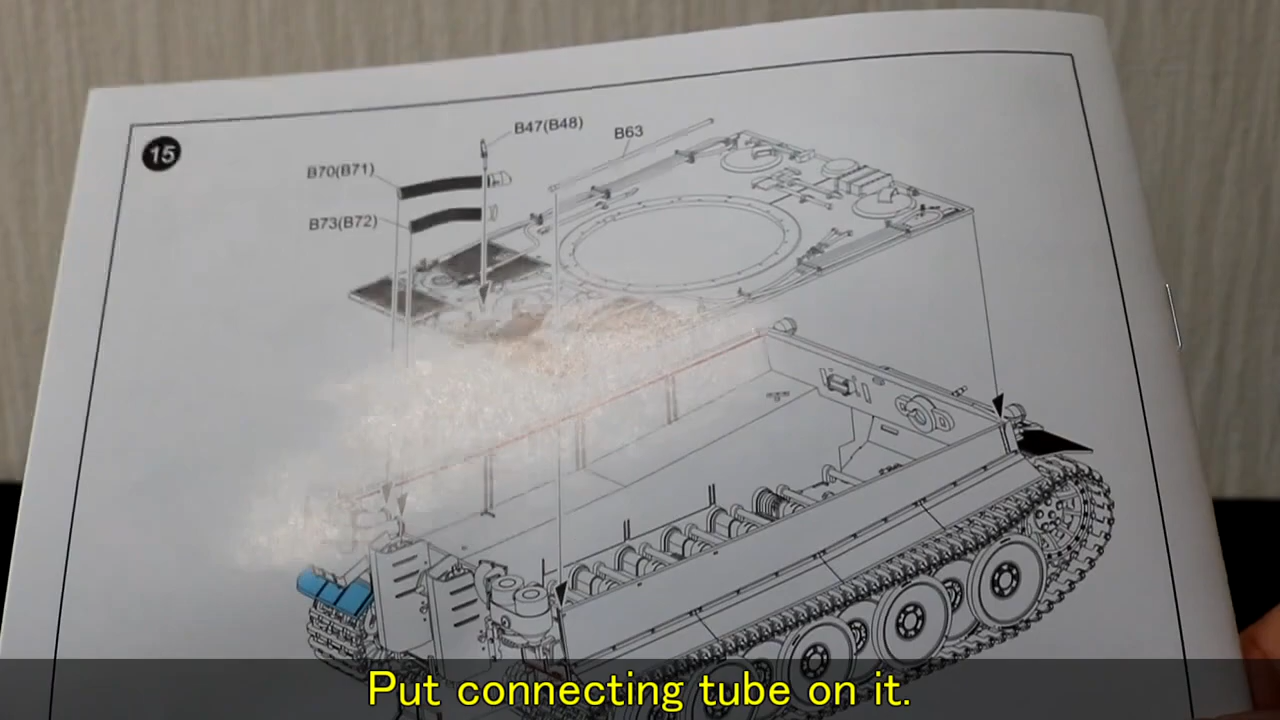 15
B47(B48)
B63
B70(B71)
B73(B72)
Put connecting tube on it.